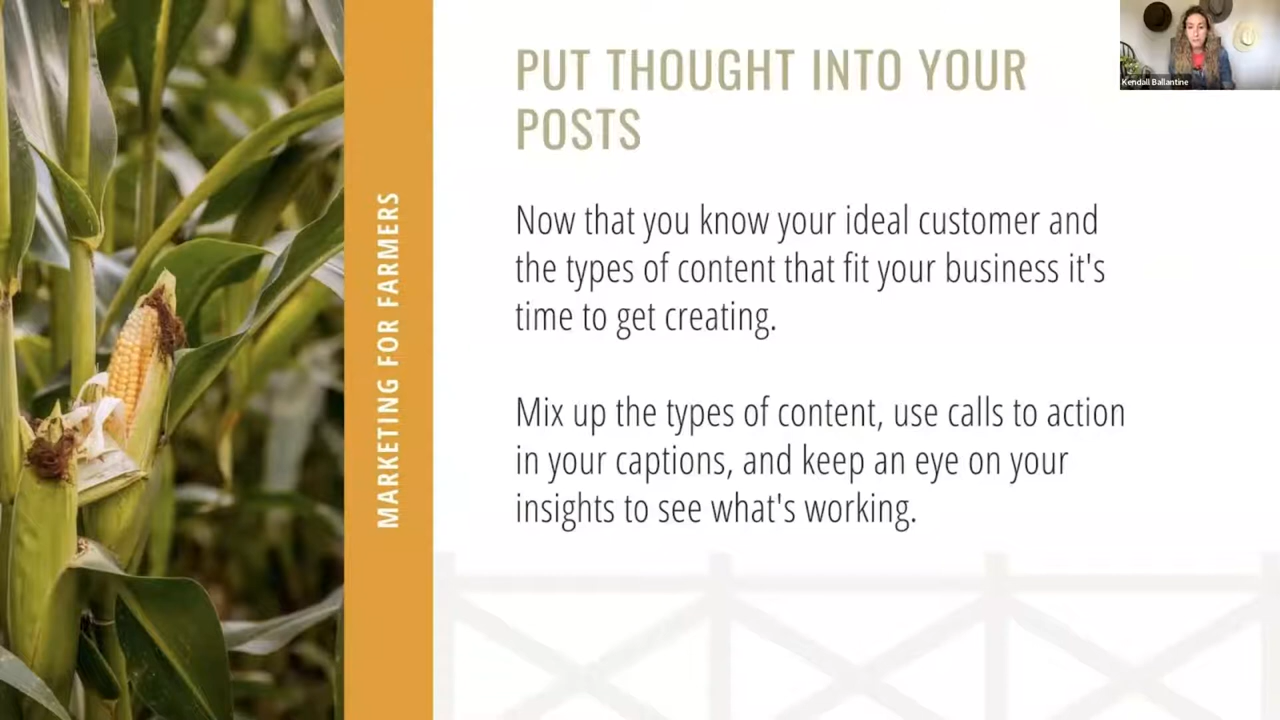 PUT THOUGHT INTO YOUR
POSTS
Now that you know your ideal customer and
the types of content that fit your business it's
time to get creating.
Mix up the types of content, use calls to action
in your captions, and keep an eye on your
insights to see what's working.
MARKETING FOR FARMERS
Kendall Ballantine